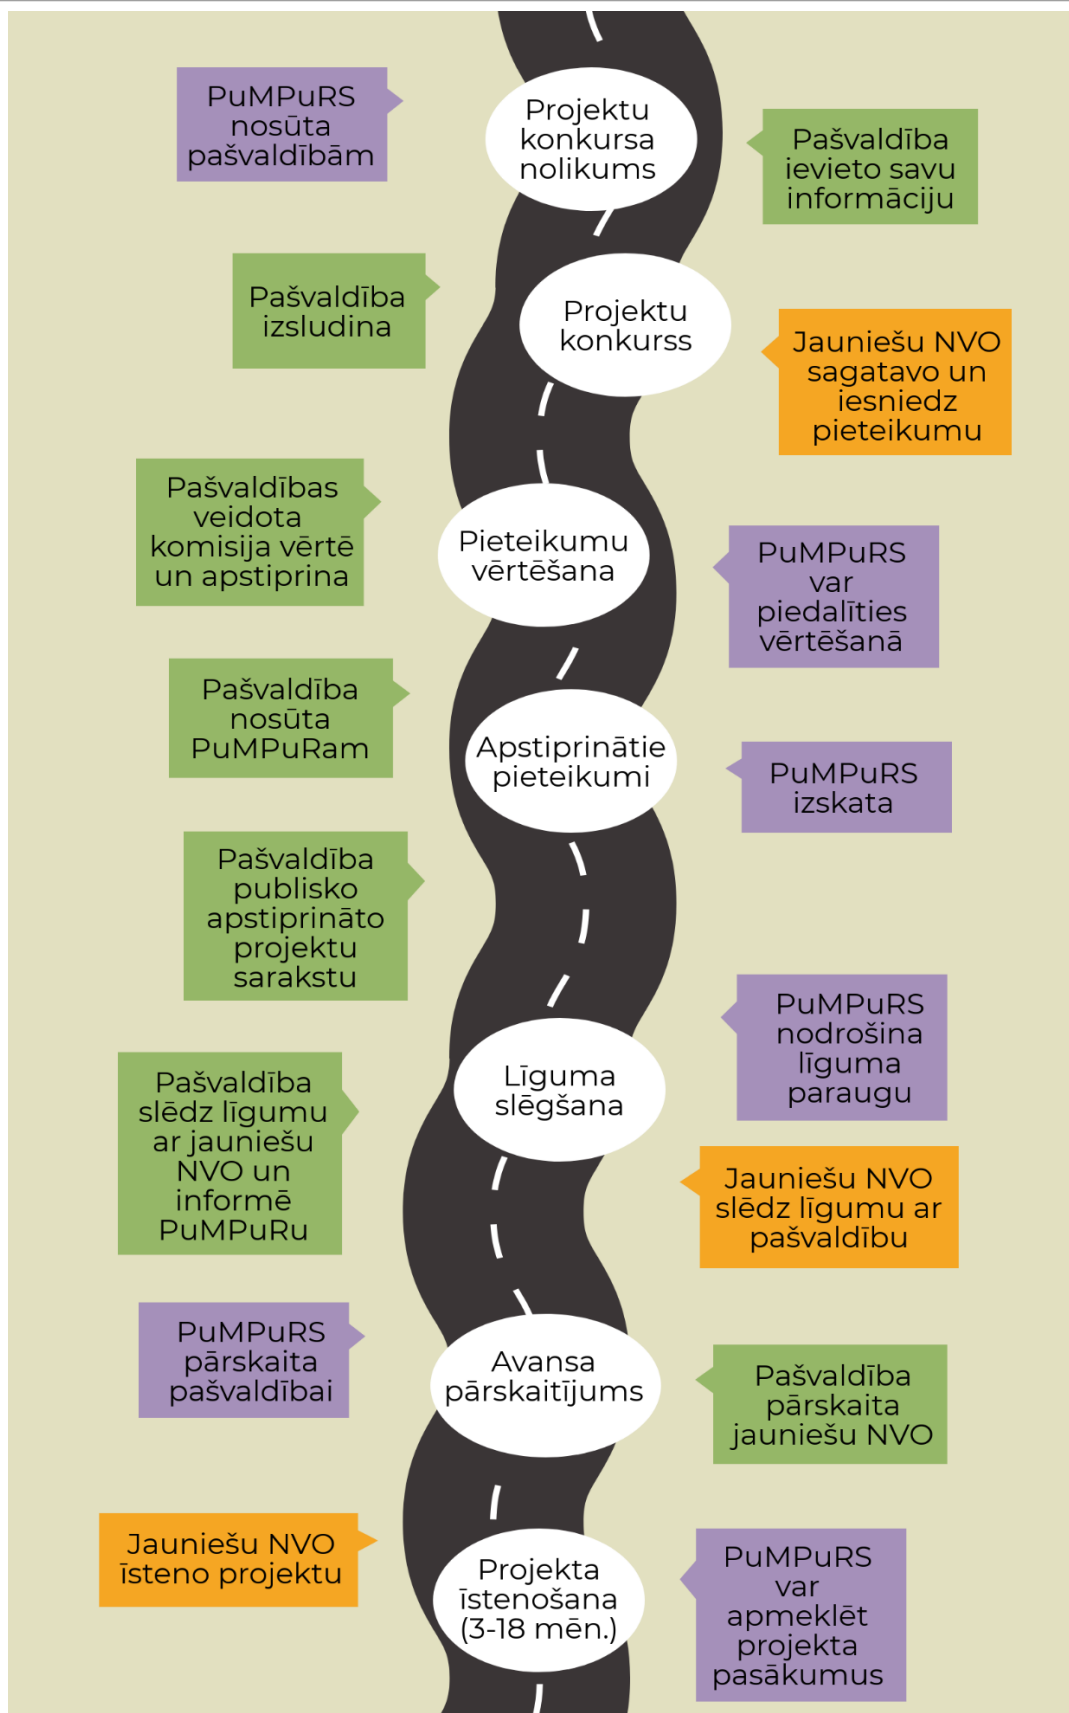 PuMPuRS
nosūta
pašvaldībām
Projektu
konkursa
nolikums
Pašvaldība
ievieto savu
informāciju
Pašvaldība
izsludina
Projektu
konkurss
Jauniešu NVO
sagatavo un
iesniedz
pieteikumu
Pašvaldības
veidota
komisija vērtē
un apstiprina
Pieteikumu
vērtēšana
PuMPuRS
var
piedalīties
vērtēšanā
Pašvaldība
nosūta
PuMPuRam
Apstiprinātie
pieteikumi
PuMPuRS
izskata
Pašvaldība
publisko
apstiprināto
projektu
sarakstu
PuMPuRS
nodrošina
līguma
paraugu
Līguma
slēgšana
Pašvaldība
slēdz līgumu
ar jauniešu
NVO un
informē
PuMPuRu
Jauniešu NVO
slēdz līgumu ar
pašvaldību
PuMPuRS
pārskaita
pašvaldībai
Avansa
pārskaitījums
Pašvaldība
pārskaita
jauniešu NVO
Jauniešu NVO
īsteno projektu
Projekta
īstenošana
(3-18 mēn.)
PuMPuRS
var
apmeklēt
projekta
pasākumus